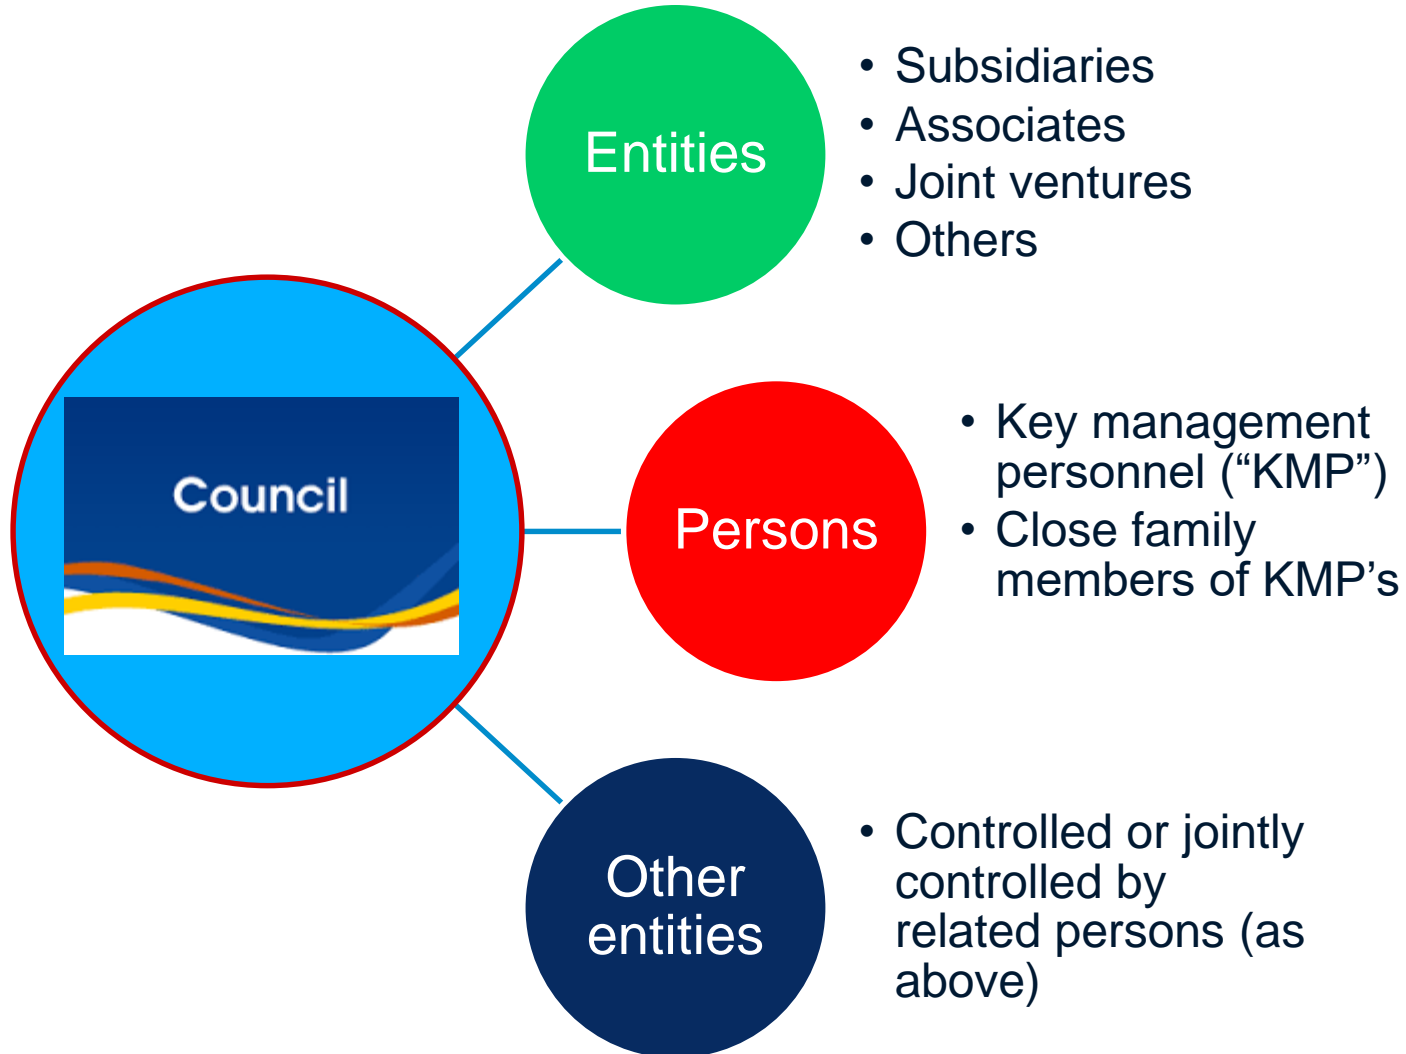 Council
Entities
• Subsidiaries
• Associates
• Joint ventures
• Others
Persons
• Key management
personnel (“KMP”)
• Close family
members of KMP’s
Other
entities
• Controlled or jointly
controlled by
related persons (as
above)